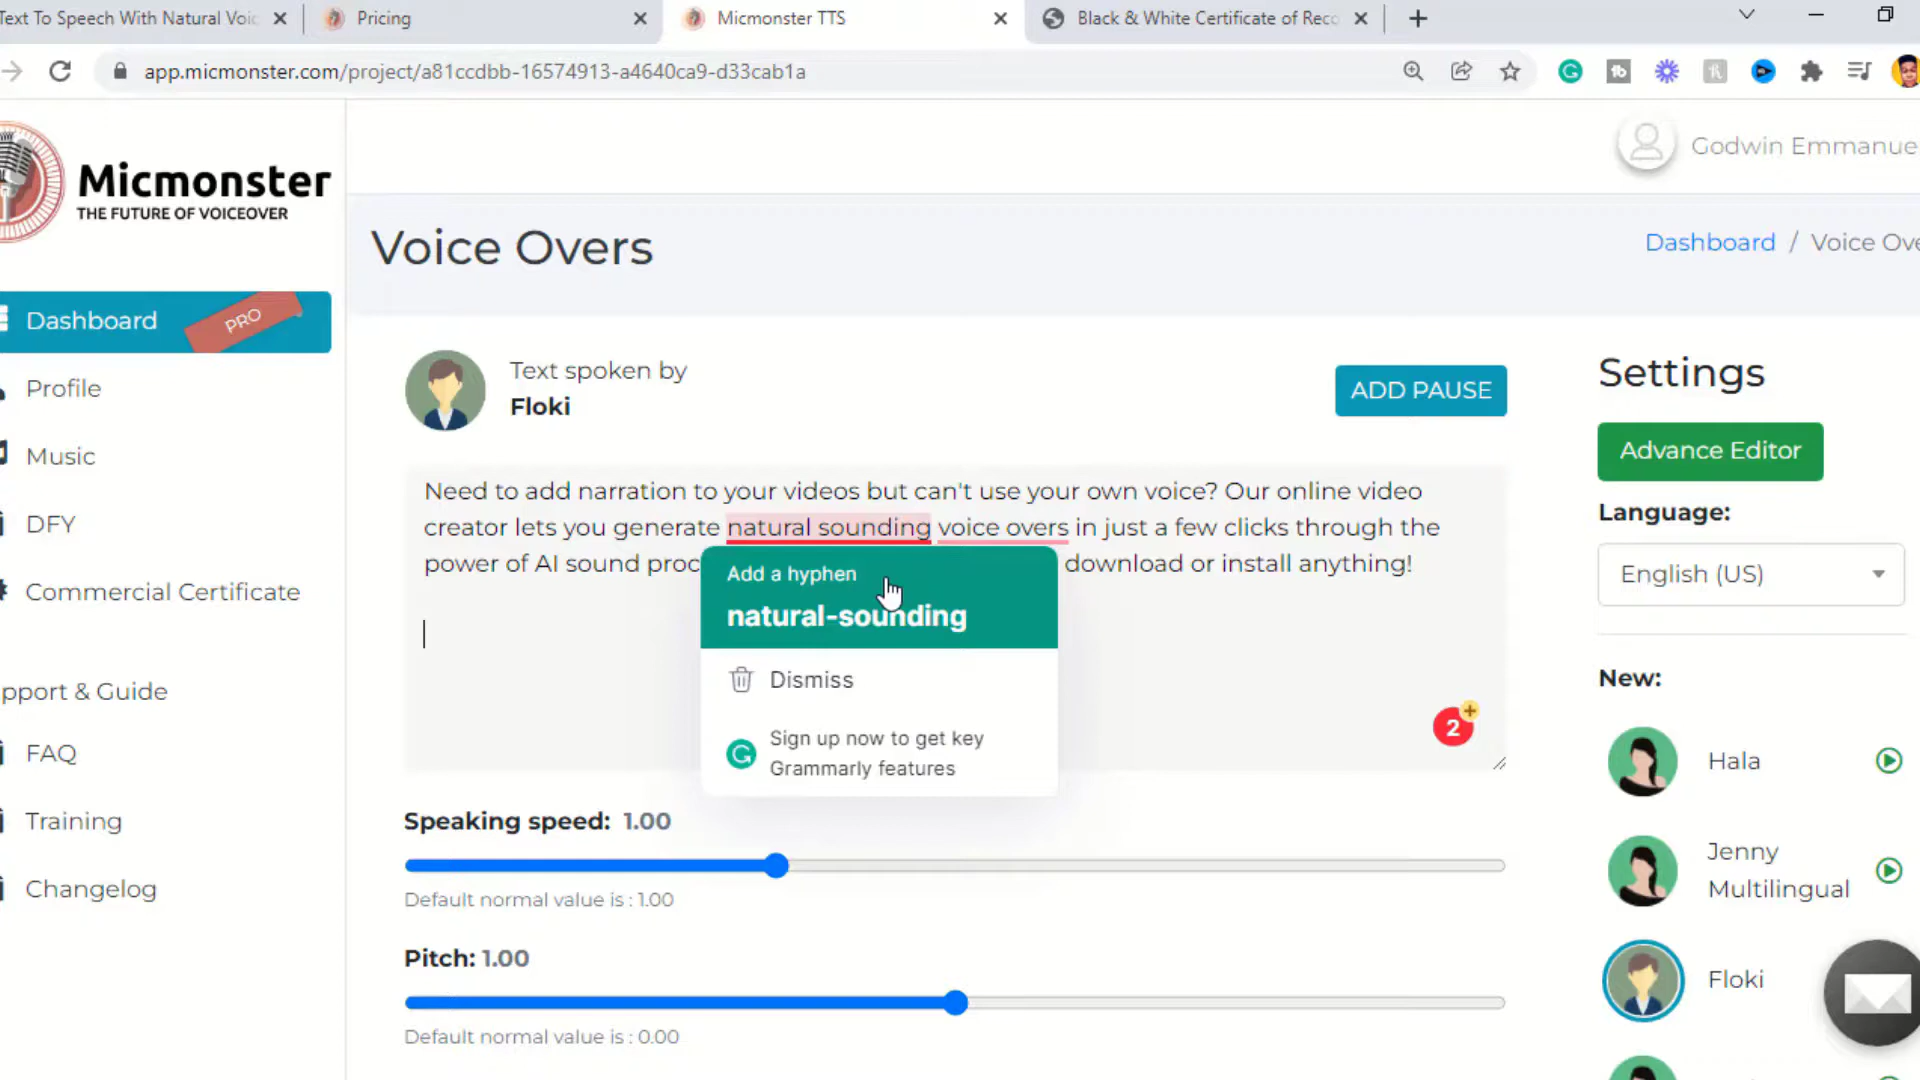 Text To Speech With Natural Voic
Pricing
Micmonster TTS
Black & White Certificate of Reco
app.micmonster.com/project/a81ccdbb-16574913-a4640ca9-d33cab1a
Micmonster
THE FUTURE OF VOICEOVER
Godwin Emmanue
Voice Overs
Dashboard / Voice Ove
Dashboard
PRO
Profile
Music
DFY
Commercial Certificate
pport & Guide
FAQ
Training
Changelog
Text spoken by
Floki
ADD PAUSE
Need to add narration to your videos but can't use your own voice? Our online video
creator lets you generate natural sounding voice overs in just a few clicks through the
power of AI sound proc download or install anything!
Add a hyphen
natural-sounding
Dismiss
Sign up now to get key
Grammarly features
2
Speaking speed: 1.00
Default normal value is : 1.00
Pitch: 1.00
Default normal value is : 0.00
Settings
Advance Editor
Language:
English (US)
New:
Hala
Jenny
Multilingual
Floki